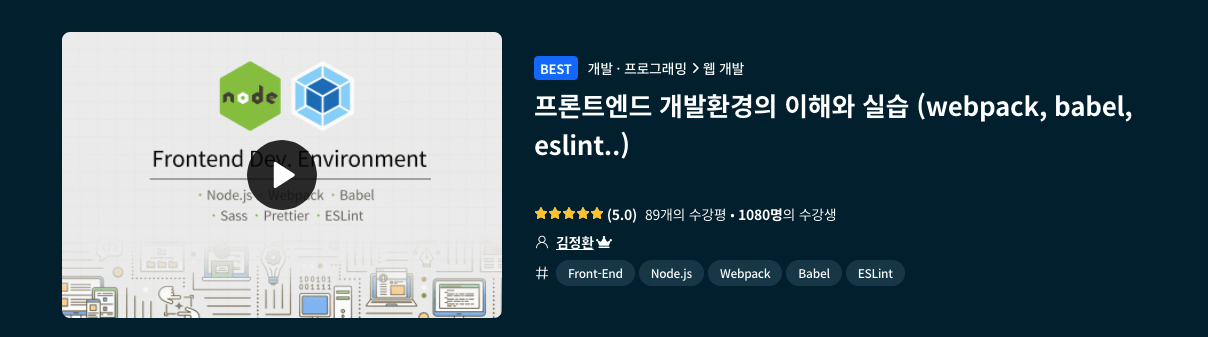 node
Frontend Dev. Environment
· Node.js · Webpack · Babel
· Sass · Prettier · ESLint
100101
001011
111001
BEST 개발 · 프로그래밍 > 웹 개발
프론트엔드 개발환경의 이해와 실습 (webpack, babel,
eslint..)
(5.0) 89개의 수강평 • 1080명의 수강생
김정환
# Front-End Node.js Webpack Babel ESLint